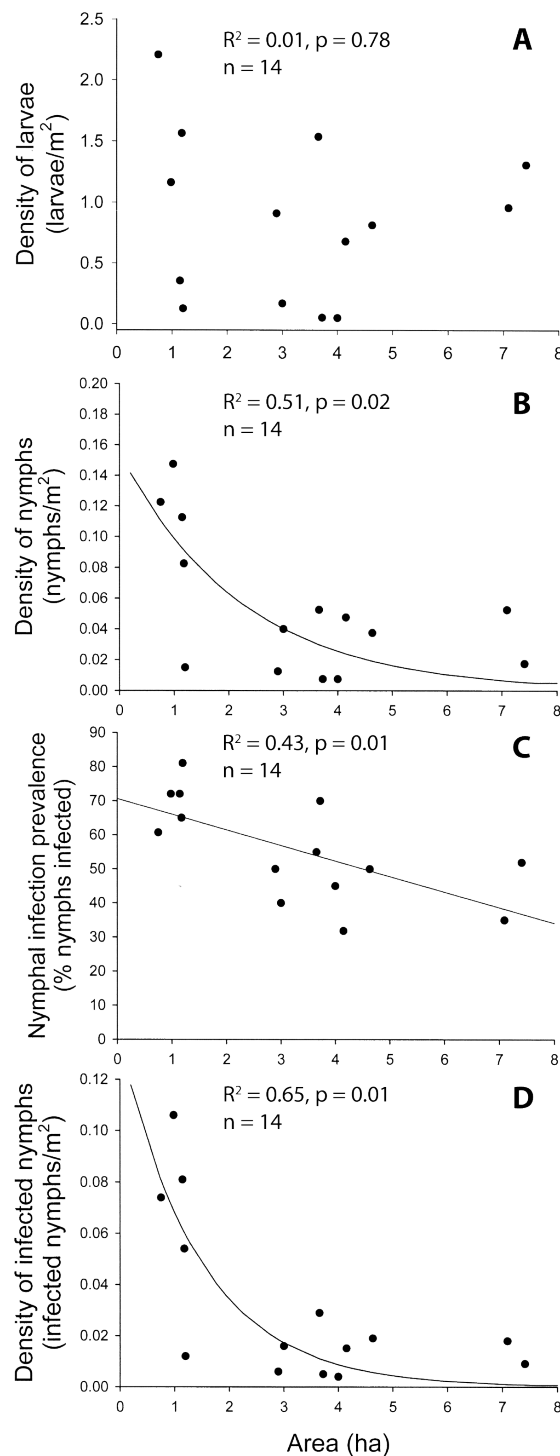 R² = 0.01, p = 0.78
n = 14
A
Density of larvae
(larvae/m²)
2.5
2.0
1.5
1.0
0.5
0.0
0 1 2 3 4 5 6 7 8
R² = 0.51, p = 0.02
n = 14
B
Density of nymphs
(nymphs/m²)
0.20
0.18
0.16
0.14
0.12
0.10
0.08
0.06
0.04
0.02
0.00
0 1 2 3 4 5 6 7 8
R² = 0.43, p = 0.01
n = 14
C
Nymphal infection prevalence
(% nymphs infected)
90
80
70
60
50
40
30
20
10
0
0 1 2 3 4 5 6 7 8
R² = 0.65, p = 0.01
n = 14
D
Density of infected nymphs
(infected nymphs/m²)
0.12
0.10
0.08
0.06
0.04
0.02
0.00
0 1 2 3 4 5 6 7 8
Area (ha)